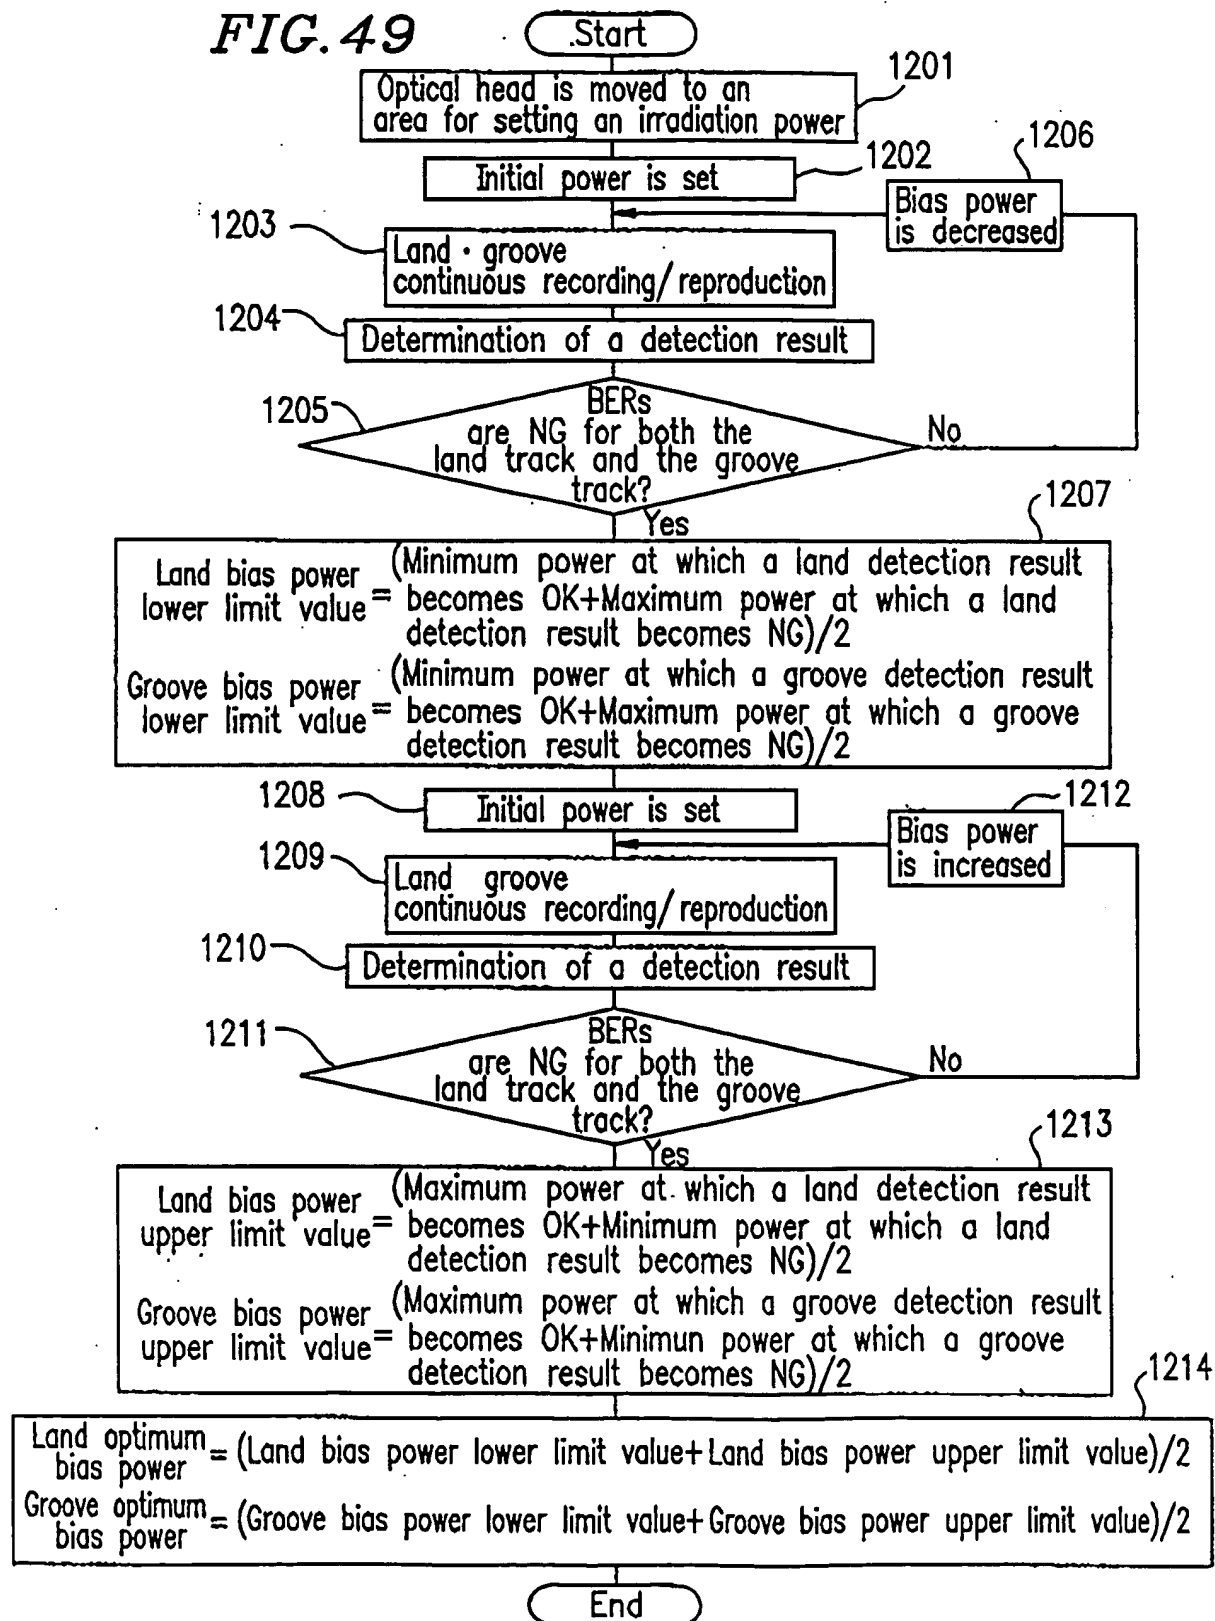 FIG. 49
.Start
1201
Optical head is moved to an
area for setting an irradiation power
1202
1206
Initial power is set
Bias power
is decreased
1203
Land · groove
continuous recording/reproduction
1204
Determination of a detection result
1205
BERs
are NG for both the
land track and the groove
track?
No
Yes
1207
Land bias power
lower limit value
=
(Minimum power at which a land detection result
becomes OK+Maximum power at which a land
detection result becomes NG)/2
Groove bias power
lower limit value
=
(Minimum power at which a groove detection result
becomes OK+Maximum power at which a groove
detection result becomes NG)/2
1208
Initial power is set
1212
Bias power
is increased
1209
Land groove
continuous recording/reproduction
1210
Determination of a detection result
1211
BERs
are NG for both the
land track and the groove
track?
No
Yes
1213
Land bias power
upper limit value
=
(Maximum power at which a land detection result
becomes OK+Minimum power at which a land
detection result becomes NG)/2
Groove bias power
upper limit value
=
(Maximum power at which a groove detection result
becomes OK+Minimun power at which a groove
detection result becomes NG)/2
1214
Land optimum
bias power
= (Land bias power lower limit value+Land bias power upper limit value)/2
Groove optimum
bias power
= (Groove bias power lower limit value+Groove bias power upper limit value)/2
End